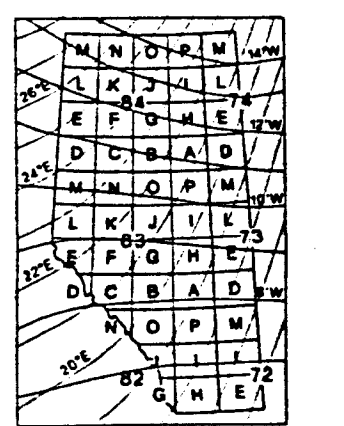 M N O P M
14°W
L K J I L
26°E
84 74
E F G H E
12°W
D C B A D
24°E
M N O P M
10°W
L K J I L
83 73
E F G H E
22°E
D C B A D
8°W
N O P M
20°E
I I L
82 72
G H E